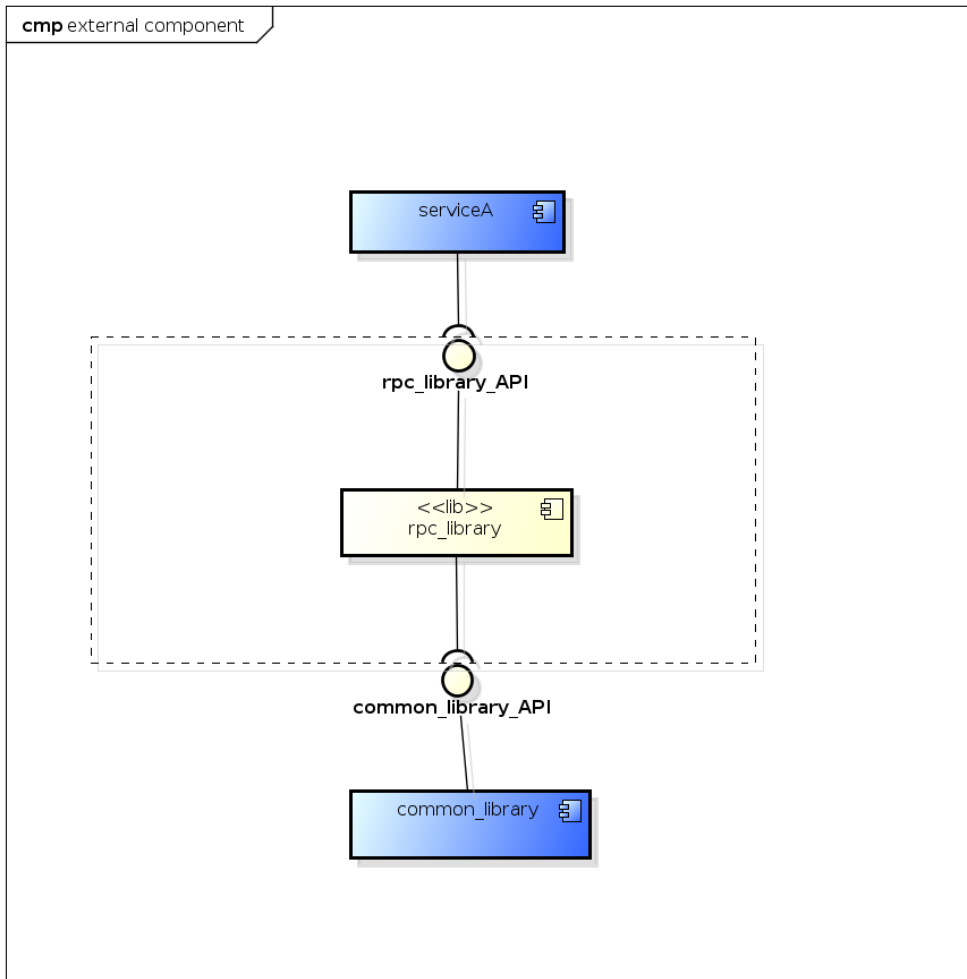 cmp external component
serviceA
rpc_library_API
<<lib>>
rpc_library
common_library_API
common_library